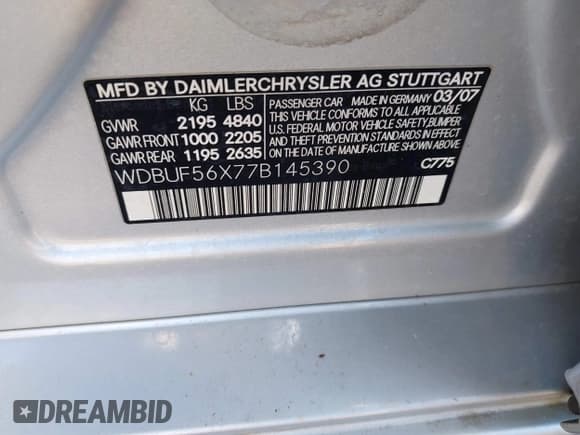 MFD BY DAIMLERCHRYSLER AG STUTTGART
KG LBS
GVWR 2195 4840
GAWR FRONT 1000 2205
GAWR REAR 1195 2635
PASSENGER CAR MADE IN GERMANY 03/07
THIS VEHICLE CONFORMS TO ALL APPLICABLE
U.S. FEDERAL MOTOR VEHICLE SAFETY, BUMPER
AND THEFT PREVENTION STANDARDS IN EFFECT
ON THE DATE OF MANUFACTURE SHOWN ABOVE
WDBUF56X77B145390
C775
DREAMBID